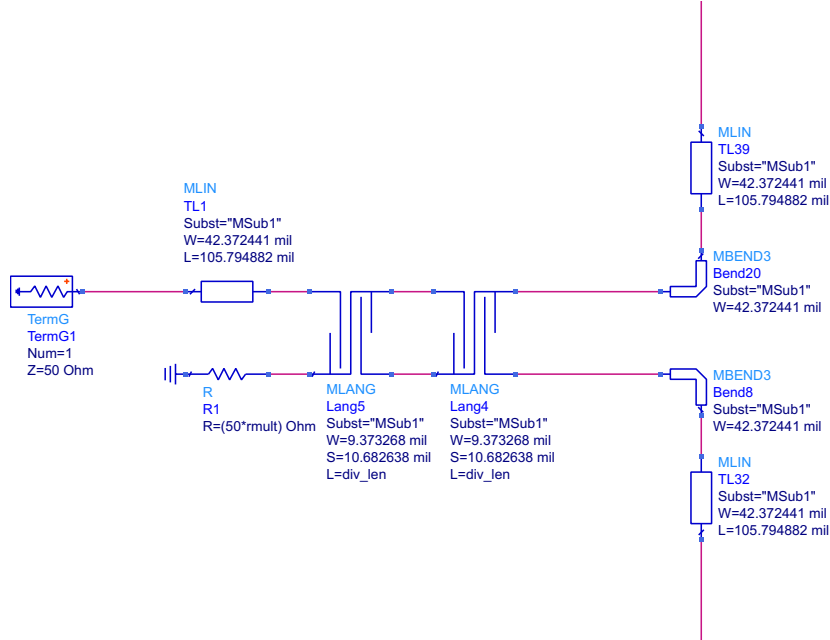 MLIN
TL39
Subst="MSub1"
W=42.372441 mil
L=105.794882 mil
MLIN
TL1
Subst="MSub1"
W=42.372441 mil
L=105.794882 mil
MBEND3
Bend20
Subst="MSub1"
W=42.372441 mil
+
TermG
TermG1
Num=1
Z=50 Ohm
R
R1
R=(50*rmult) Ohm
MLANG
Lang5
Subst="MSub1"
W=9.373268 mil
S=10.682638 mil
L=div_len
MLANG
Lang4
Subst="MSub1"
W=9.373268 mil
S=10.682638 mil
L=div_len
MBEND3
Bend8
Subst="MSub1"
W=42.372441 mil
MLIN
TL32
Subst="MSub1"
W=42.372441 mil
L=105.794882 mil